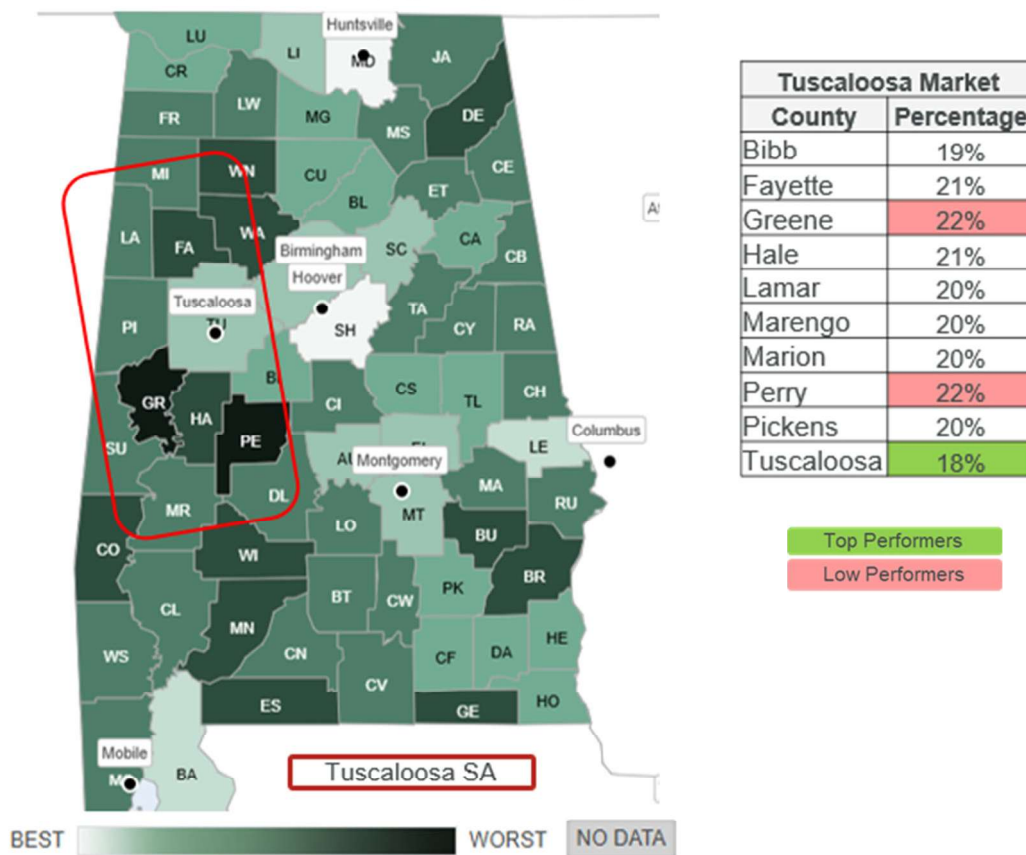 Huntsville
LU
LI
MD
JA
CR
LW
MG
DE
FR
MS
CE
MI
WN
CU
ET
BL
LA
FA
WA
Birmingham
SC
CA
CB
Hoover
Tuscaloosa
TU
PI
SH
TA
CY
RA
GR
HA
CI
CS
TL
CH
PE
SU
AU
Montgomery
LE
Columbus
MR
DL
LO
MT
MA
RU
CO
WI
BU
BR
CL
BT
CW
PK
WS
MN
CN
CV
CF
DA
HE
ES
GE
HO
Mobile
BA
Tuscaloosa SA
BEST
WORST
NO DATA
Tuscaloosa Market
County Percentage
Bibb 19%
Fayette 21%
Greene 22%
Hale 21%
Lamar 20%
Marengo 20%
Marion 20%
Perry 22%
Pickens 20%
Tuscaloosa 18%
Top Performers
Low Performers